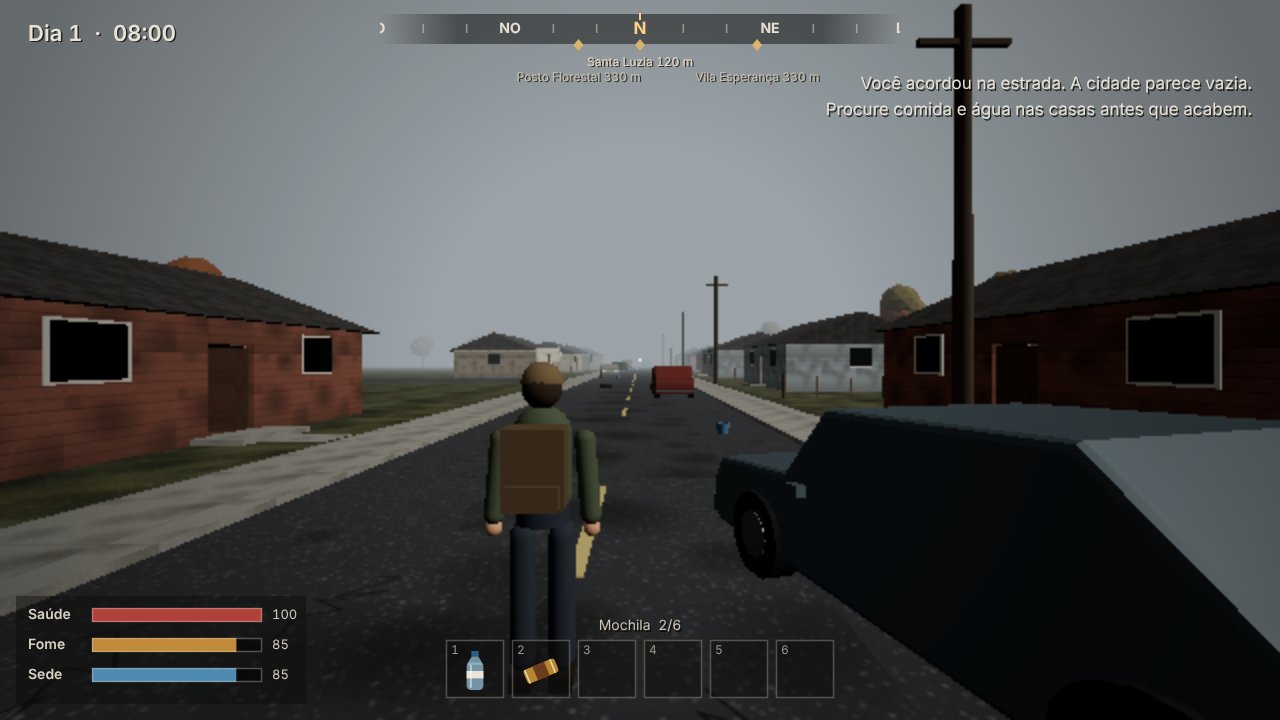 Dia 1 · 08:00
NO N NE
Santa Luzia 120 m
Posto Florestal 330 m Vila Esperança 330 m
Você acordou na estrada. A cidade parece vazia.
Procure comida e água nas casas antes que acabem.
Saúde 100
Fome 85
Sede 85
Mochila 2/6
1 2 3 4 5 6